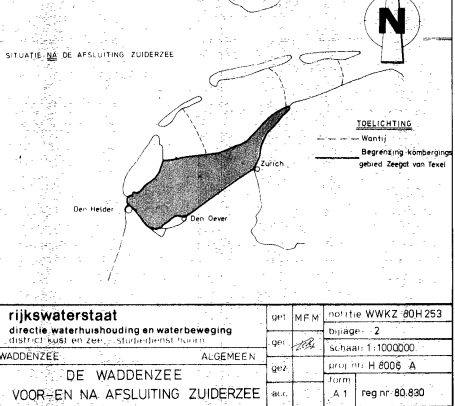 N
SITUATIE NA DE AFSLUITING ZUIDERZEE
TOELICHTING
Wantij
Begrenzing kombergings
gebied Zeegat van Texel
Zurich
Den Helder
Den Oever
rijkswaterstaat
directie waterhuishouding en waterbeweging
district kust en zee, studiedienst hoorn
WADDENZEE ALGEMEEN
DE WADDENZEE
VOOR-EN NA AFSLUITING ZUIDERZEE
get. MFM
gec.
gez.
acc.
notitie WWKZ-80H253
bijlage: 2
schaal: 1:1000000
proj.nr. H 8006 A
form
A 1
reg nr 80.830